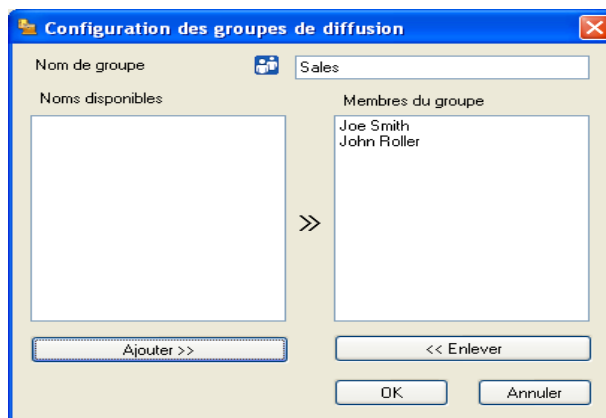 Configuration des groupes de diffusion
Nom de groupe
Sales
Noms disponibles
Membres du groupe
Joe Smith
John Roller
Ajouter >>
<< Enlever
OK
Annuler